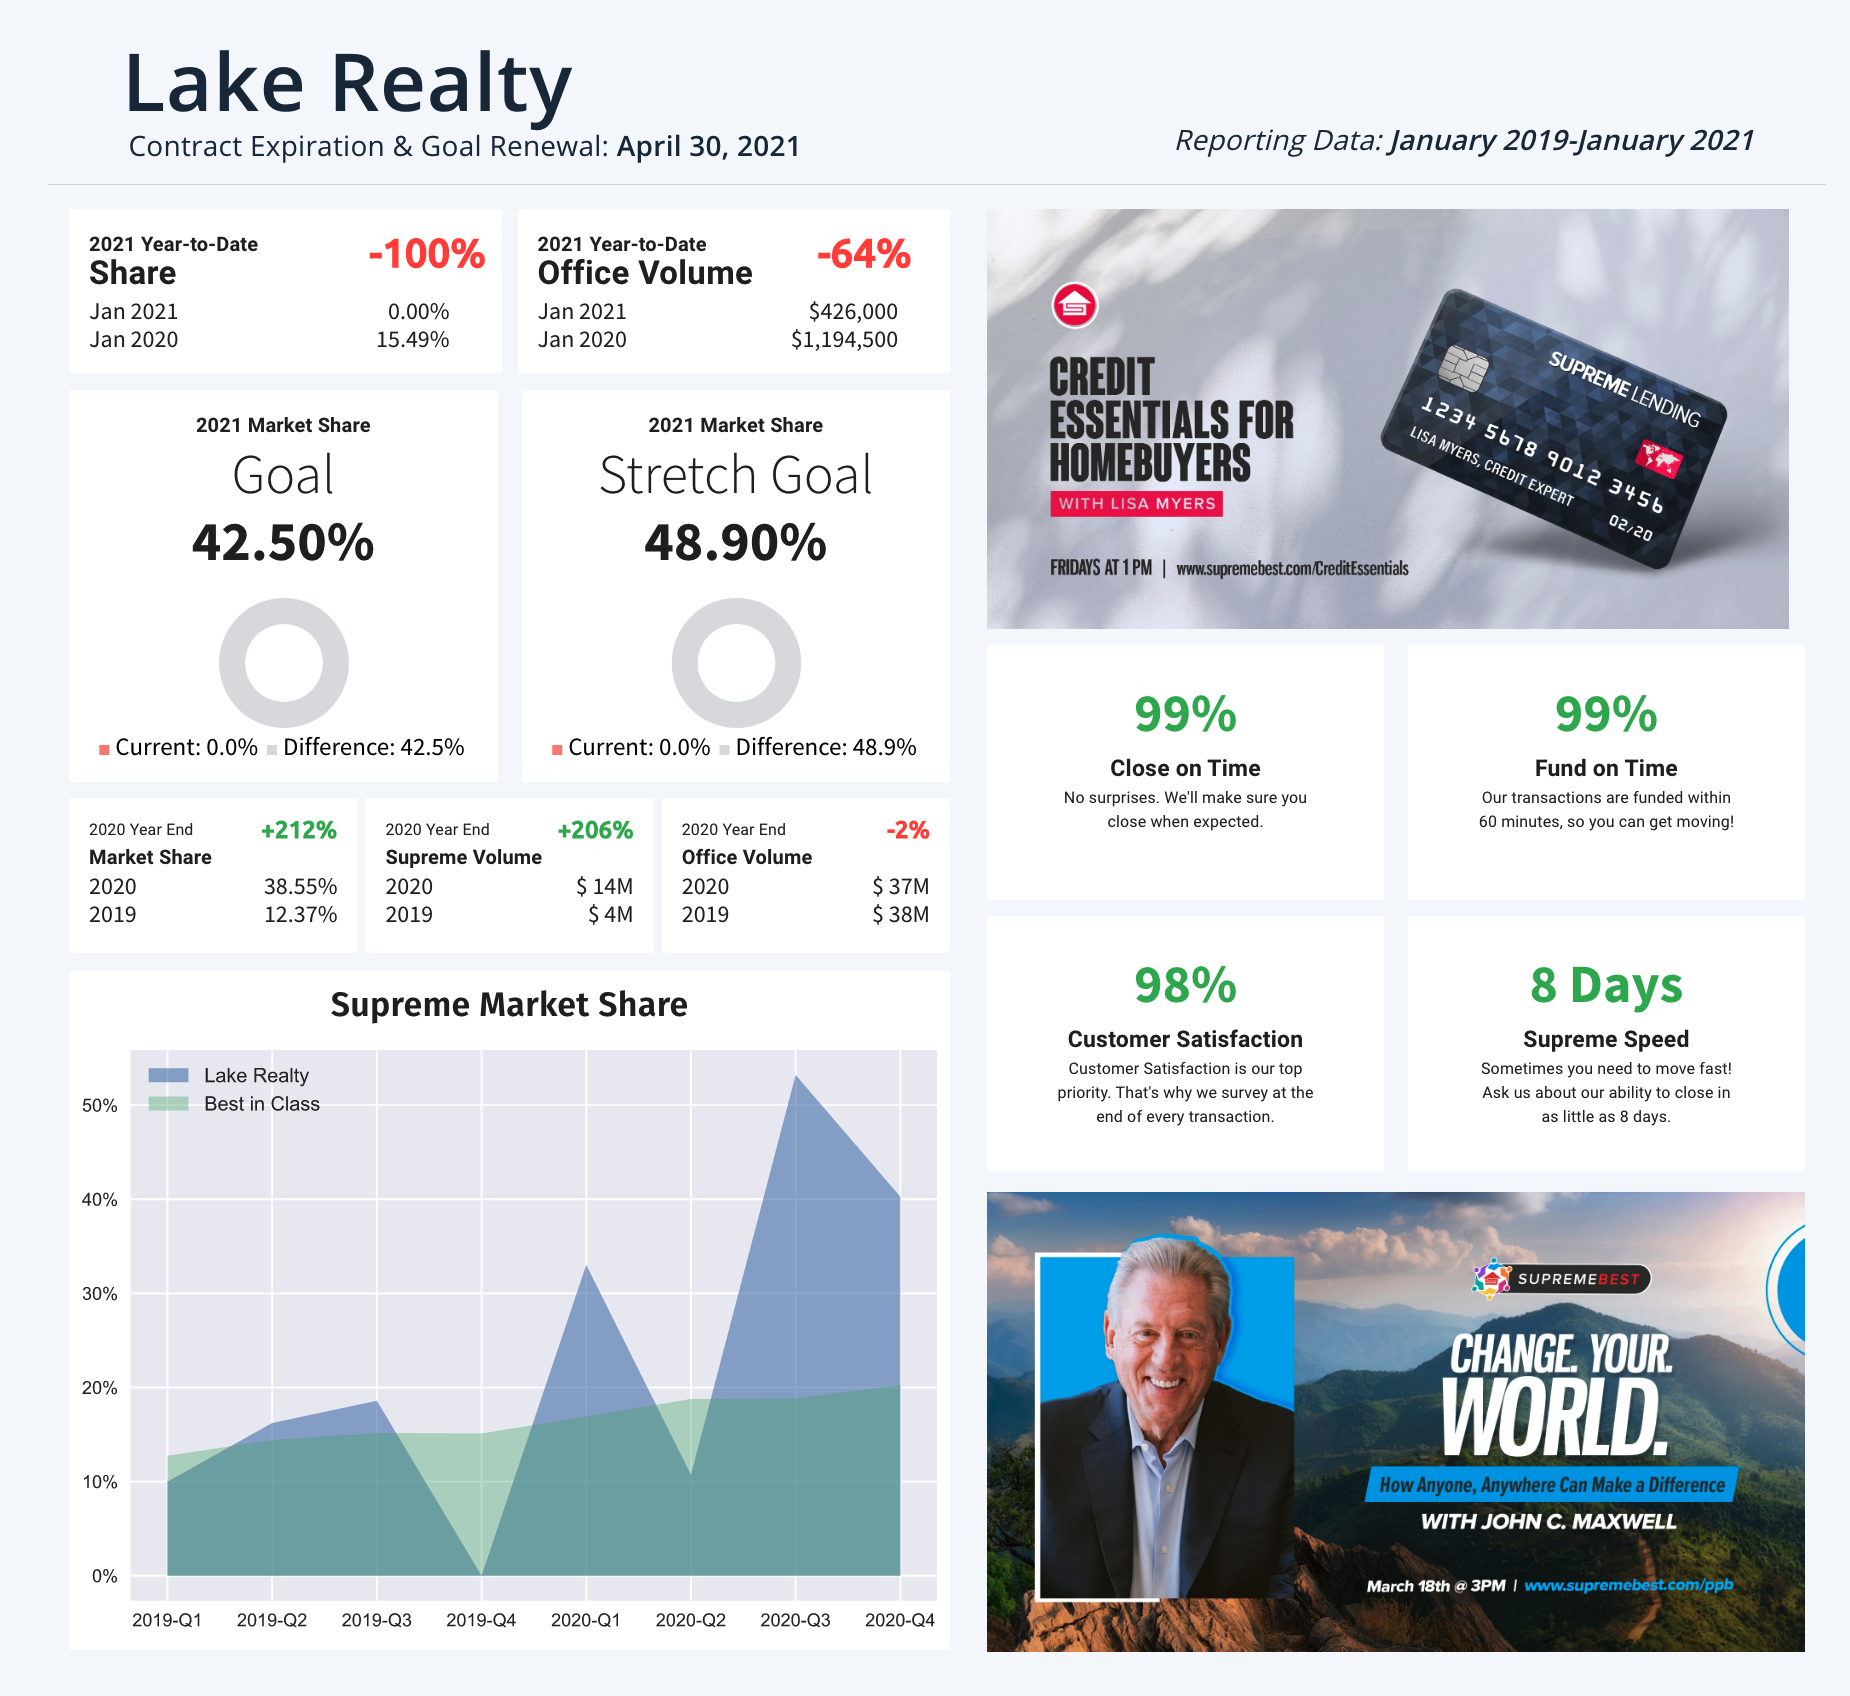 Lake Realty
Contract Expiration & Goal Renewal: April 30, 2021
Reporting Data: January 2019-January 2021
2021 Year-to-Date
Share
-100%
Jan 2021 0.00%
Jan 2020 15.49%
2021 Year-to-Date
Office Volume
-64%
Jan 2021 $426,000
Jan 2020 $1,194,500
2021 Market Share
Goal
42.50%
Current: 0.0% Difference: 42.5%
2021 Market Share
Stretch Goal
48.90%
Current: 0.0% Difference: 48.9%
2020 Year End +212%
Market Share
2020 38.55%
2019 12.37%
2020 Year End +206%
Supreme Volume
2020 $ 14M
2019 $ 4M
2020 Year End -2%
Office Volume
2020 $ 37M
2019 $ 38M
Supreme Market Share
Lake Realty
Best in Class
50%
40%
30%
20%
10%
0%
2019-Q1 2019-Q2 2019-Q3 2019-Q4 2020-Q1 2020-Q2 2020-Q3 2020-Q4
CREDIT
ESSENTIALS FOR
HOMEBUYERS
WITH LISA MYERS
FRIDAYS AT 1 PM | www.supremebest.com/CreditEssentials
SUPREME LENDING
1234 5678 9012 3456
LISA MYERS, CREDIT EXPERT
02/20
99%
Close on Time
No surprises. We'll make sure you
close when expected.
99%
Fund on Time
Our transactions are funded within
60 minutes, so you can get moving!
98%
Customer Satisfaction
Customer Satisfaction is our top
priority. That's why we survey at the
end of every transaction.
8 Days
Supreme Speed
Sometimes you need to move fast!
Ask us about our ability to close in
as little as 8 days.
SUPREMEBEST
CHANGE. YOUR.
WORLD.
How Anyone, Anywhere Can Make a Difference
WITH JOHN C. MAXWELL
March 18th @ 3PM | www.supremebest.com/ppb